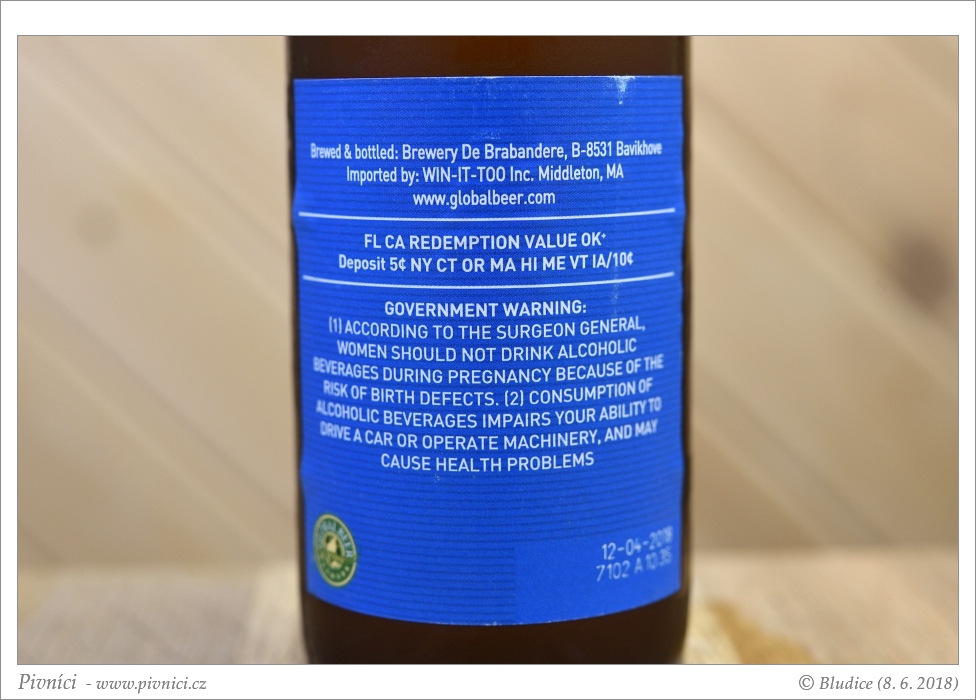 Brewed & bottled: Brewery De Brabandere, B-8531 Bavikhove
Imported by: WIN-IT-TOO Inc. Middleton, MA
www.globalbeer.com
FL CA REDEMPTION VALUE OK+
Deposit 5¢ NY CT OR MA HI ME VT IA/10¢
GOVERNMENT WARNING:
(1) ACCORDING TO THE SURGEON GENERAL,
WOMEN SHOULD NOT DRINK ALCOHOLIC
BEVERAGES DURING PREGNANCY BECAUSE OF THE
RISK OF BIRTH DEFECTS. (2) CONSUMPTION OF
ALCOHOLIC BEVERAGES IMPAIRS YOUR ABILITY TO
DRIVE A CAR OR OPERATE MACHINERY, AND MAY
CAUSE HEALTH PROBLEMS
GLOBAL BEER
12-04-2018
7102 A 10:35
Pivníci - www.pivnici.cz
© Bludice (8. 6. 2018)